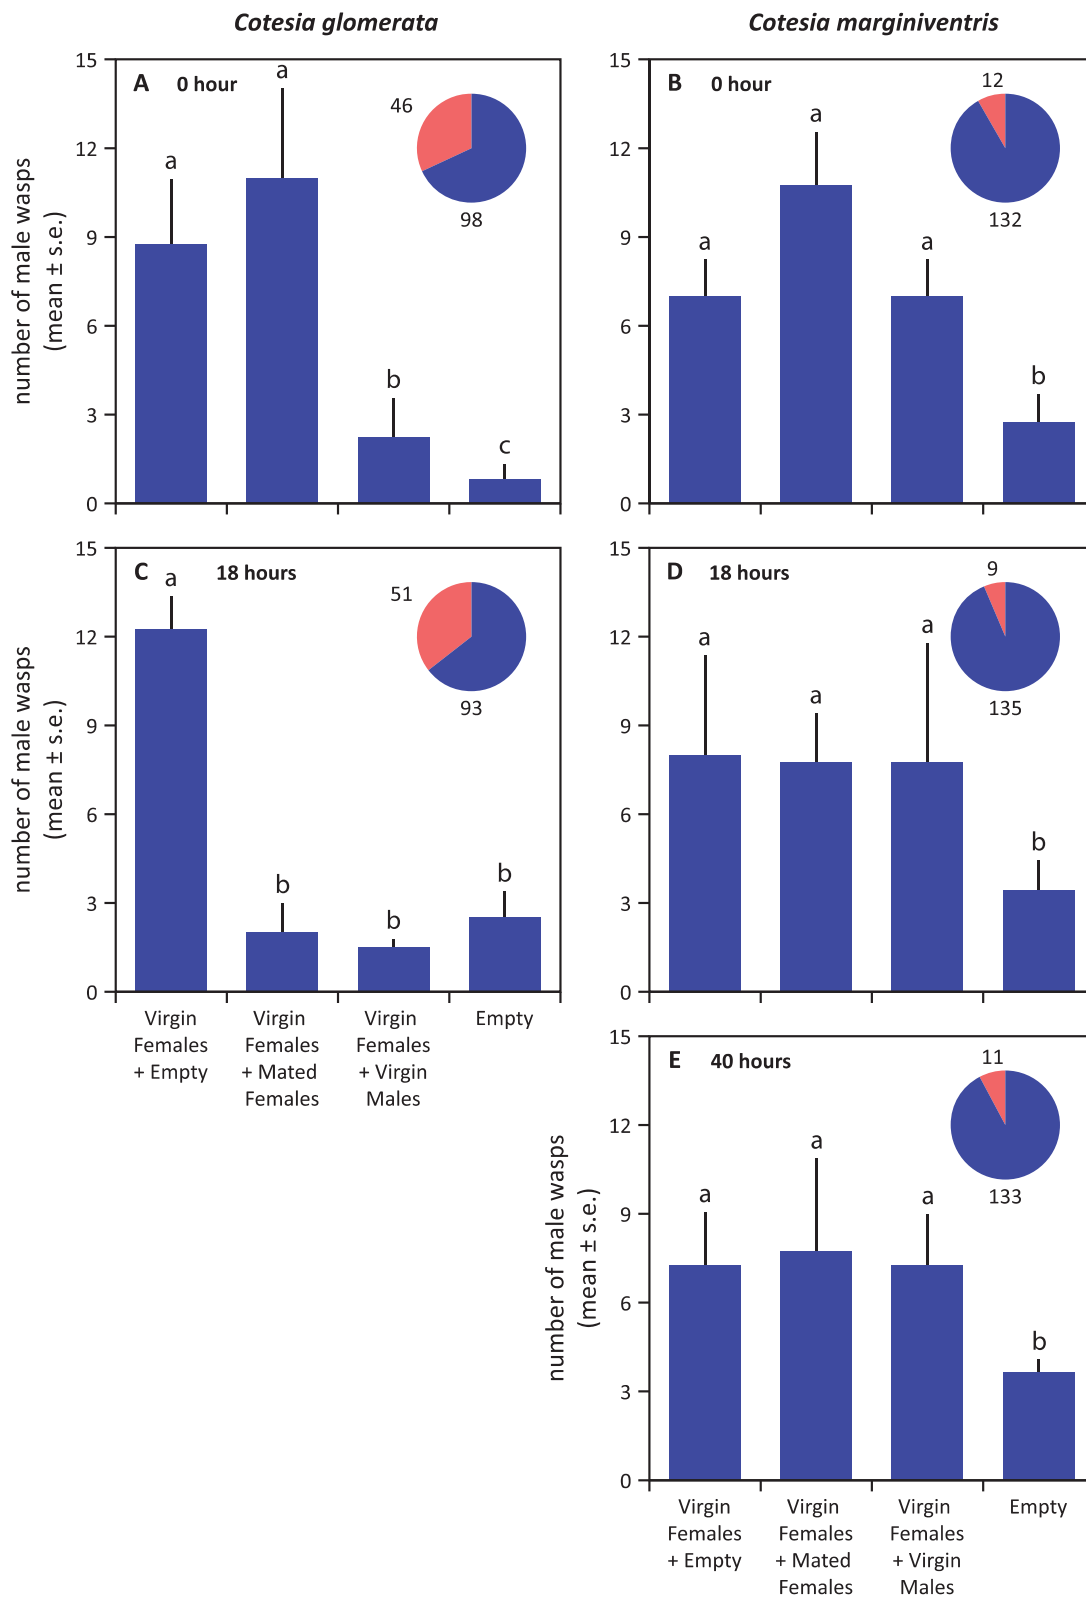 Cotesia glomerata
Cotesia marginiventris
A 0 hour
B 0 hour
15
12
9
6
3
0
a
a
b
c
46
98
number of male wasps
(mean ± s.e.)
15
12
9
6
3
0
a
a
a
b
12
132
C 18 hours
D 18 hours
15
12
9
6
3
0
a
b
b
b
51
93
number of male wasps
(mean ± s.e.)
Virgin
Females
+ Empty
Virgin
Females
+ Mated
Females
Virgin
Females
+ Virgin
Males
Empty
15
12
9
6
3
0
a
a
a
b
9
135
E 40 hours
15
12
9
6
3
0
a
a
a
b
11
133
number of male wasps
(mean ± s.e.)
Virgin
Females
+ Empty
Virgin
Females
+ Mated
Females
Virgin
Females
+ Virgin
Males
Empty